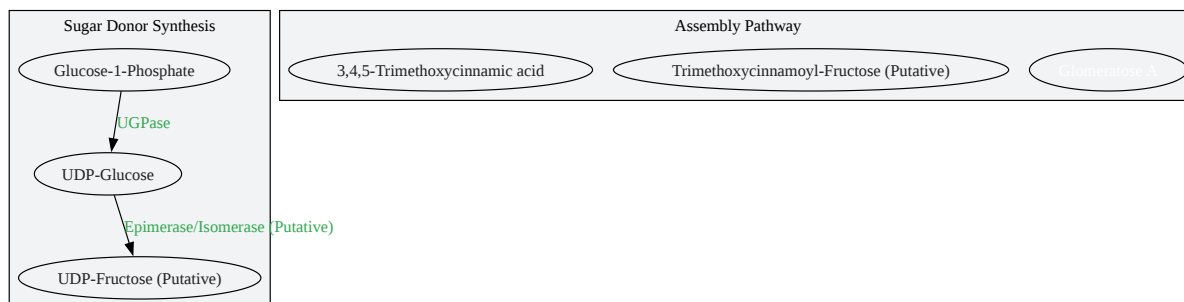 Sugar Donor Synthesis
Glucose-1-Phosphate
UGPase
UDP-Glucose
Epimerase/Isomerase (Putative)
UDP-Fructose (Putative)
Assembly Pathway
3,4,5-Trimethoxycinnamic acid
Trimethoxycinnamoyl-Fructose (Putative)
Glomeratose A